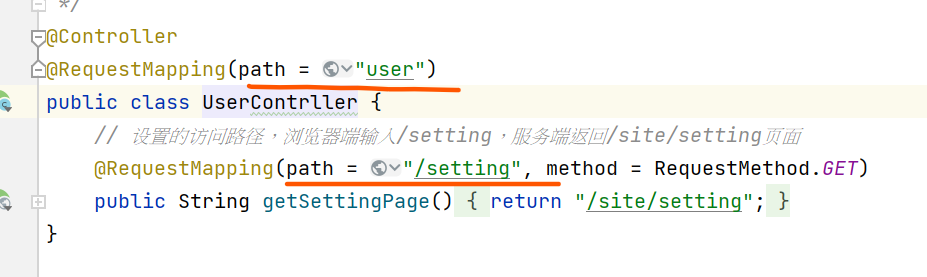 */
@Controller
@RequestMapping(path = "user")
public class UserContrller {
// 设置的访问路径，浏览器端输入/setting，服务端返回/site/setting页面
@RequestMapping(path = "/setting", method = RequestMethod.GET)
public String getSettingPage() { return "/site/setting"; }
}